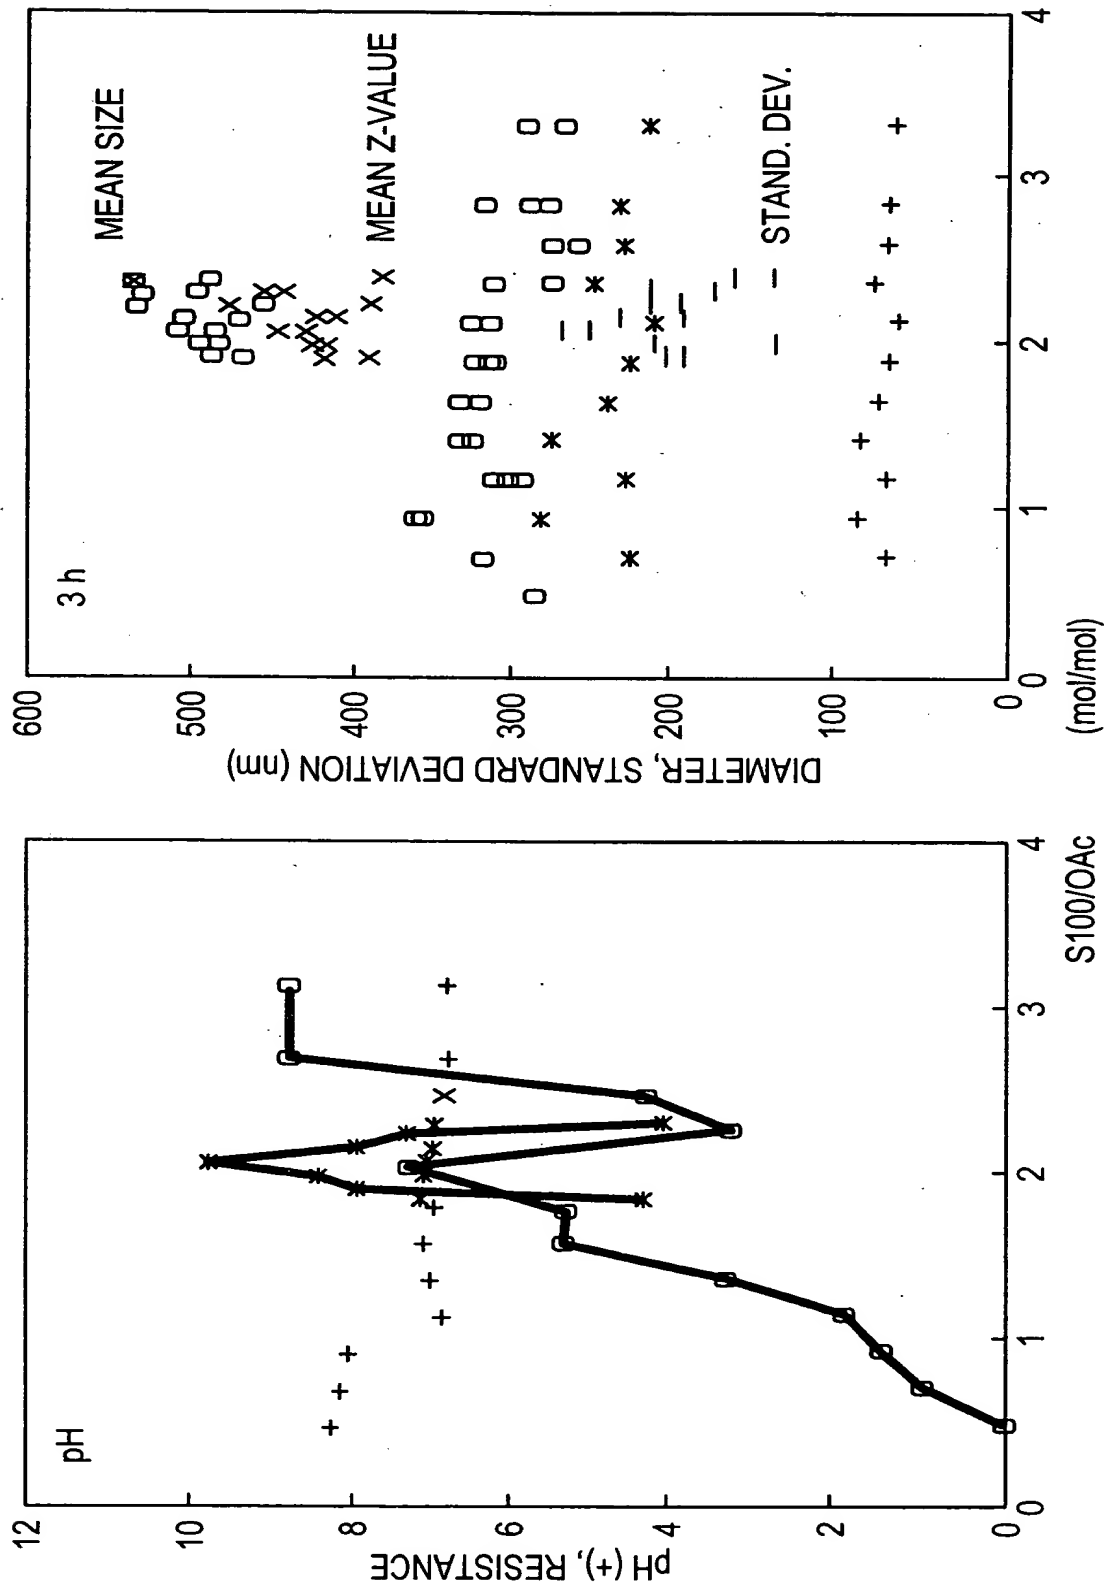 pH
pH (+), RESISTANCE
12
10
8
6
4
2
0
0
1
2
3
4
S100/OAc
3 h
MEAN SIZE
MEAN Z-VALUE
STAND. DEV.
DIAMETER, STANDARD DEVIATION (nm)
600
500
400
300
200
100
0
0
1
2
3
4
(mol/mol)